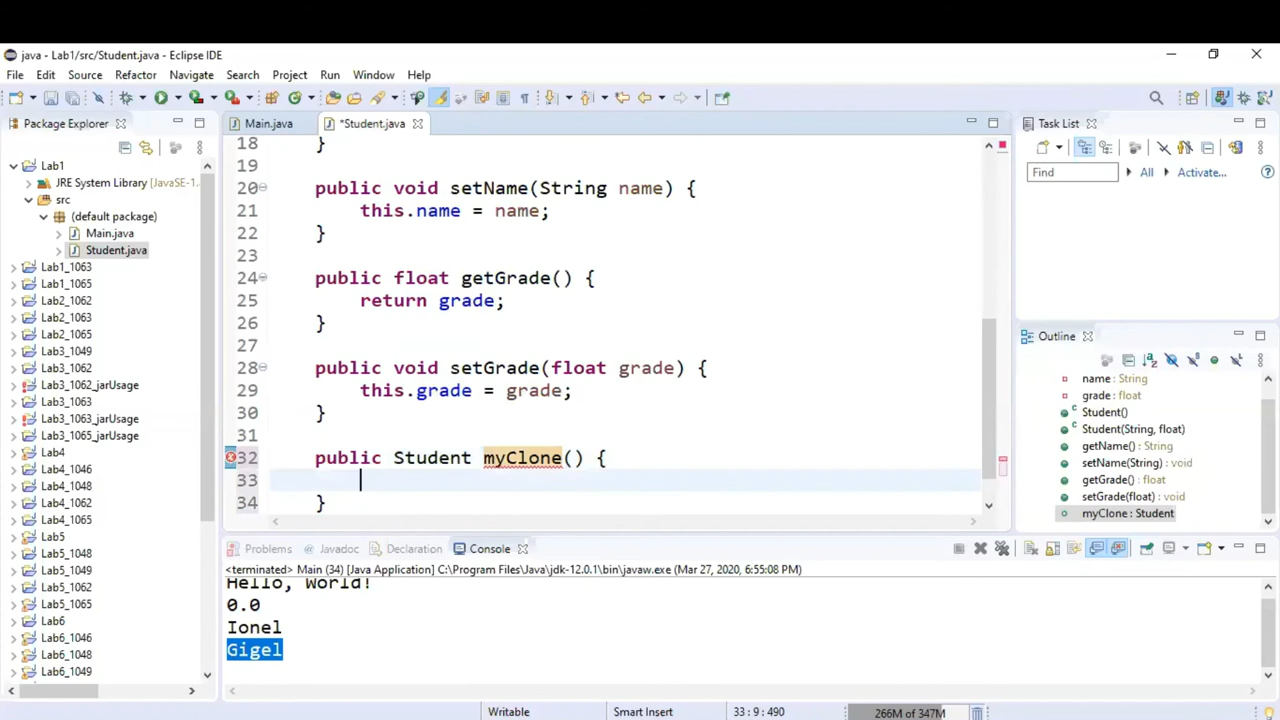 java - Lab1/src/Student.java - Eclipse IDE
File Edit Source Refactor Navigate Search Project Run Window Help
Package Explorer
Lab1
JRE System Library [JavaSE-1.
src
(default package)
Main.java
Student.java
Lab1_1063
Lab1_1065
Lab2_1062
Lab2_1063
Lab2_1065
Lab3_1049
Lab3_1062
Lab3_1062_jarUsage
Lab3_1063
Lab3_1063_jarUsage
Lab3_1065_jarUsage
Lab4
Lab4_1046
Lab4_1048
Lab4_1062
Lab4_1065
Lab5
Lab5_1048
Lab5_1049
Lab5_1062
Lab5_1065
Lab6
Lab6_1046
Lab6_1048
Lab6_1049
Main.java *Student.java
18 }
19
20 public void setName(String name) {
21 this.name = name;
22 }
23
24 public float getGrade() {
25 return grade;
26 }
27
28 public void setGrade(float grade) {
29 this.grade = grade;
30 }
31
32 public Student myClone() {
33
34 }
Task List
Find All Activate...
Outline
name : String
grade : float
Student()
Student(String, float)
getName() : String
setName(String) : void
getGrade() : float
setGrade(float) : void
myClone : Student
Problems Javadoc Declaration Console
<terminated> Main (34) [Java Application] C:\Program Files\Java\jdk-12.0.1\bin\javaw.exe (Mar 27, 2020, 6:55:08 PM)
Hello, World!
0.0
Ionel
Gigel
Writable Smart Insert 33 : 9 : 490 266M of 347M